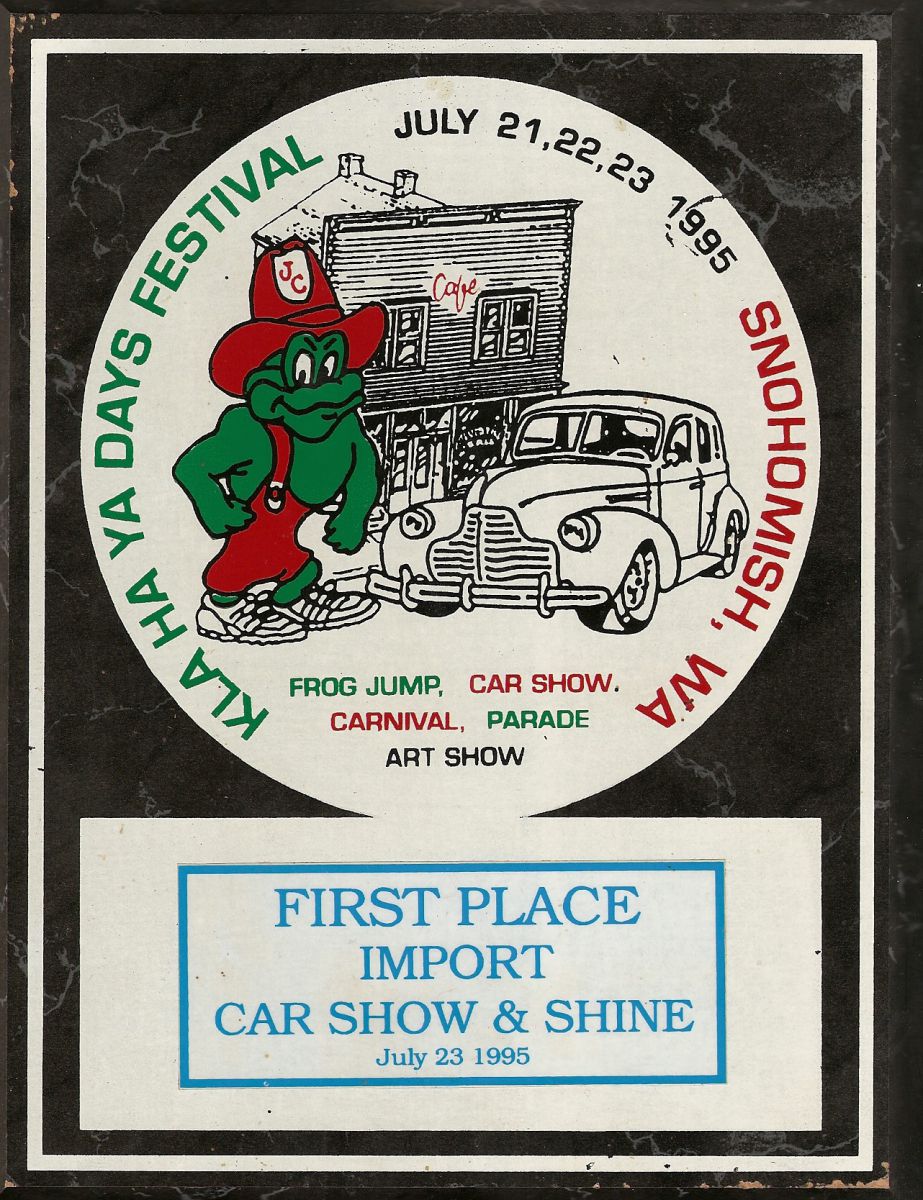 KLA HA YA DAYS FESTIVAL
JULY 21,22,23 1995
SNOHOMISH, WA
JC
Cafe
FROG JUMP, CAR SHOW.
CARNIVAL, PARADE
ART SHOW
FIRST PLACE
IMPORT
CAR SHOW & SHINE
July 23 1995